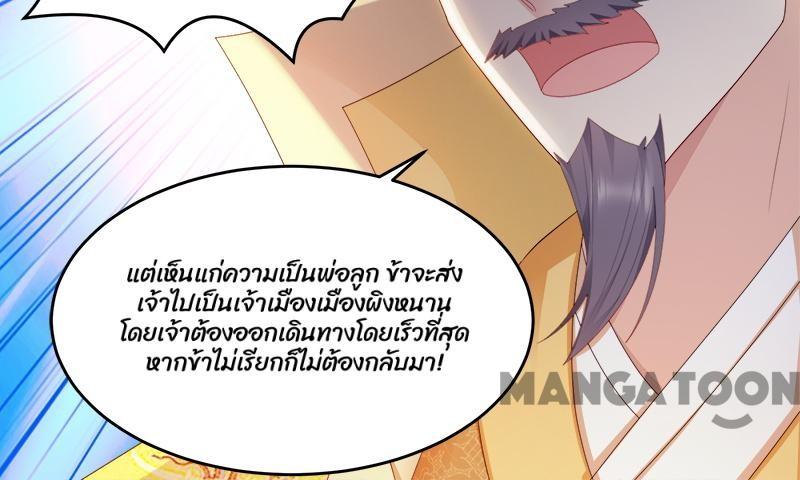 แต่เห็นแก่ความเป็นพ่อลูก ข้าจะส่ง
เจ้าไปเป็นเจ้าเมืองเมืองผิงหนาน
โดยเจ้าต้องออกเดินทางโดยเร็วที่สุด
หากข้าไม่เรียกก็ไม่ต้องกลับมา!
MANGATOON